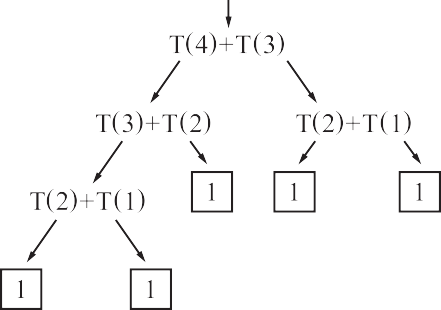 T(4)+T(3)
T(3)+T(2) T(2)+T(1)
T(2)+T(1) 1 1 1
1 1